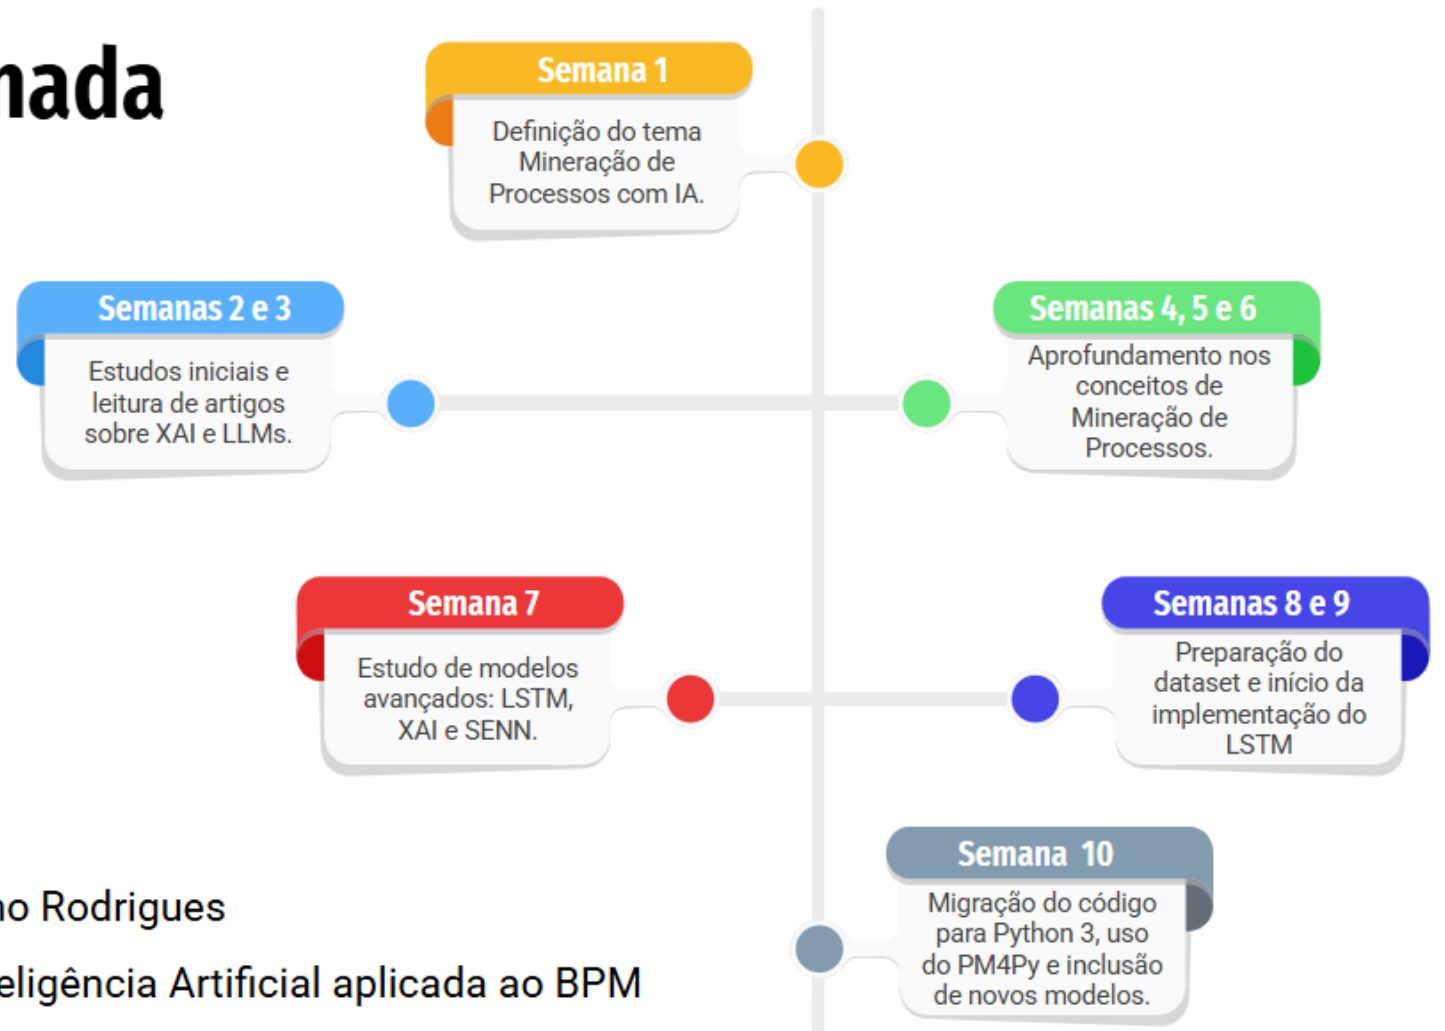 nada
Semana 1
Definição do tema
Mineração de
Processos com IA.
Semanas 2 e 3
Estudos iniciais e
leitura de artigos
sobre XAI e LLMs.
Semanas 4, 5 e 6
Aprofundamento nos
conceitos de
Mineração de
Processos.
Semana 7
Estudo de modelos
avançados: LSTM,
XAI e SENN.
Semanas 8 e 9
Preparação do
dataset e início da
implementação do
LSTM
Semana 10
Migração do código
para Python 3, uso
do PM4Py e inclusão
de novos modelos.
no Rodrigues
eligência Artificial aplicada ao BPM